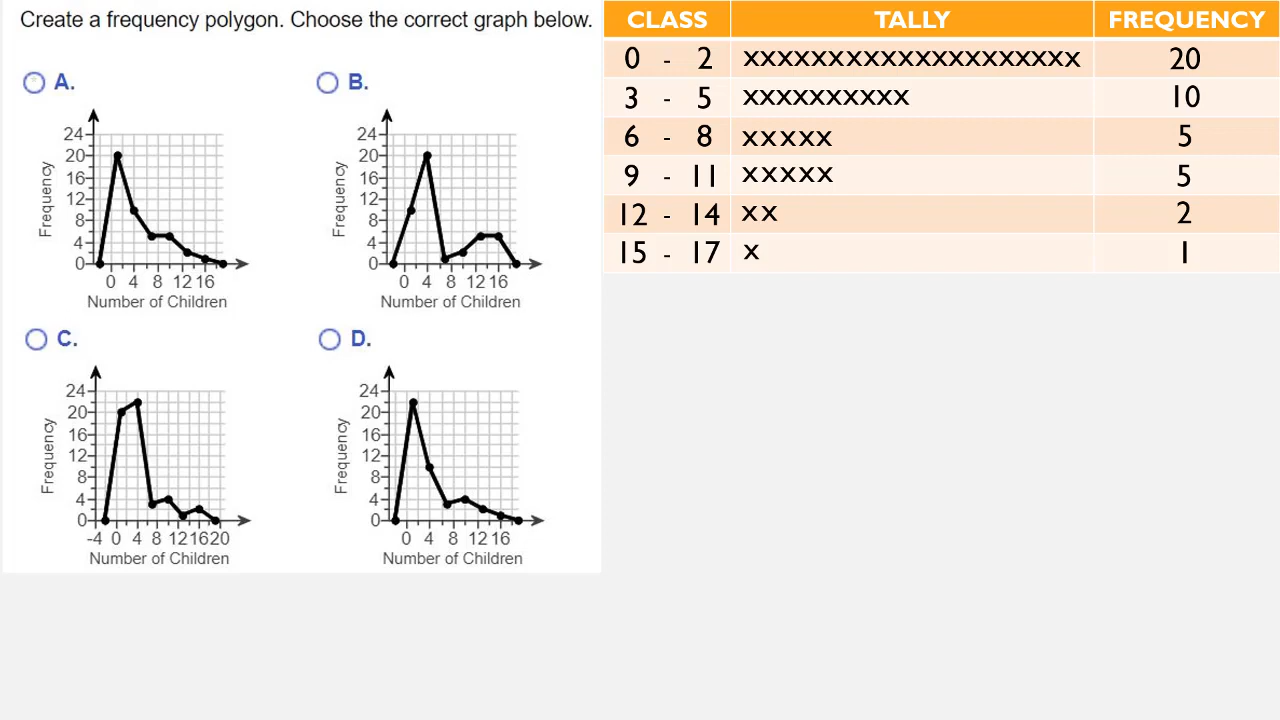 Create a frequency polygon. Choose the correct graph below.
A.
24
20
16
12
8
4
0
Frequency
0 4 8 12 16
Number of Children
B.
24
20
16
12
8
4
0
Frequency
0 4 8 12 16
Number of Children
C.
24
20
16
12
8
4
0
Frequency
-4 0 4 8 12 16 20
Number of Children
D.
24
20
16
12
8
4
0
Frequency
0 4 8 12 16
Number of Children
CLASS TALLY FREQUENCY
0 - 2 xxxxxxxxxxxxxxxxxxxx 20
3 - 5 xxxxxxxxxx 10
6 - 8 xxxxx 5
9 - 11 xxxxx 5
12 - 14 xx 2
15 - 17 x 1